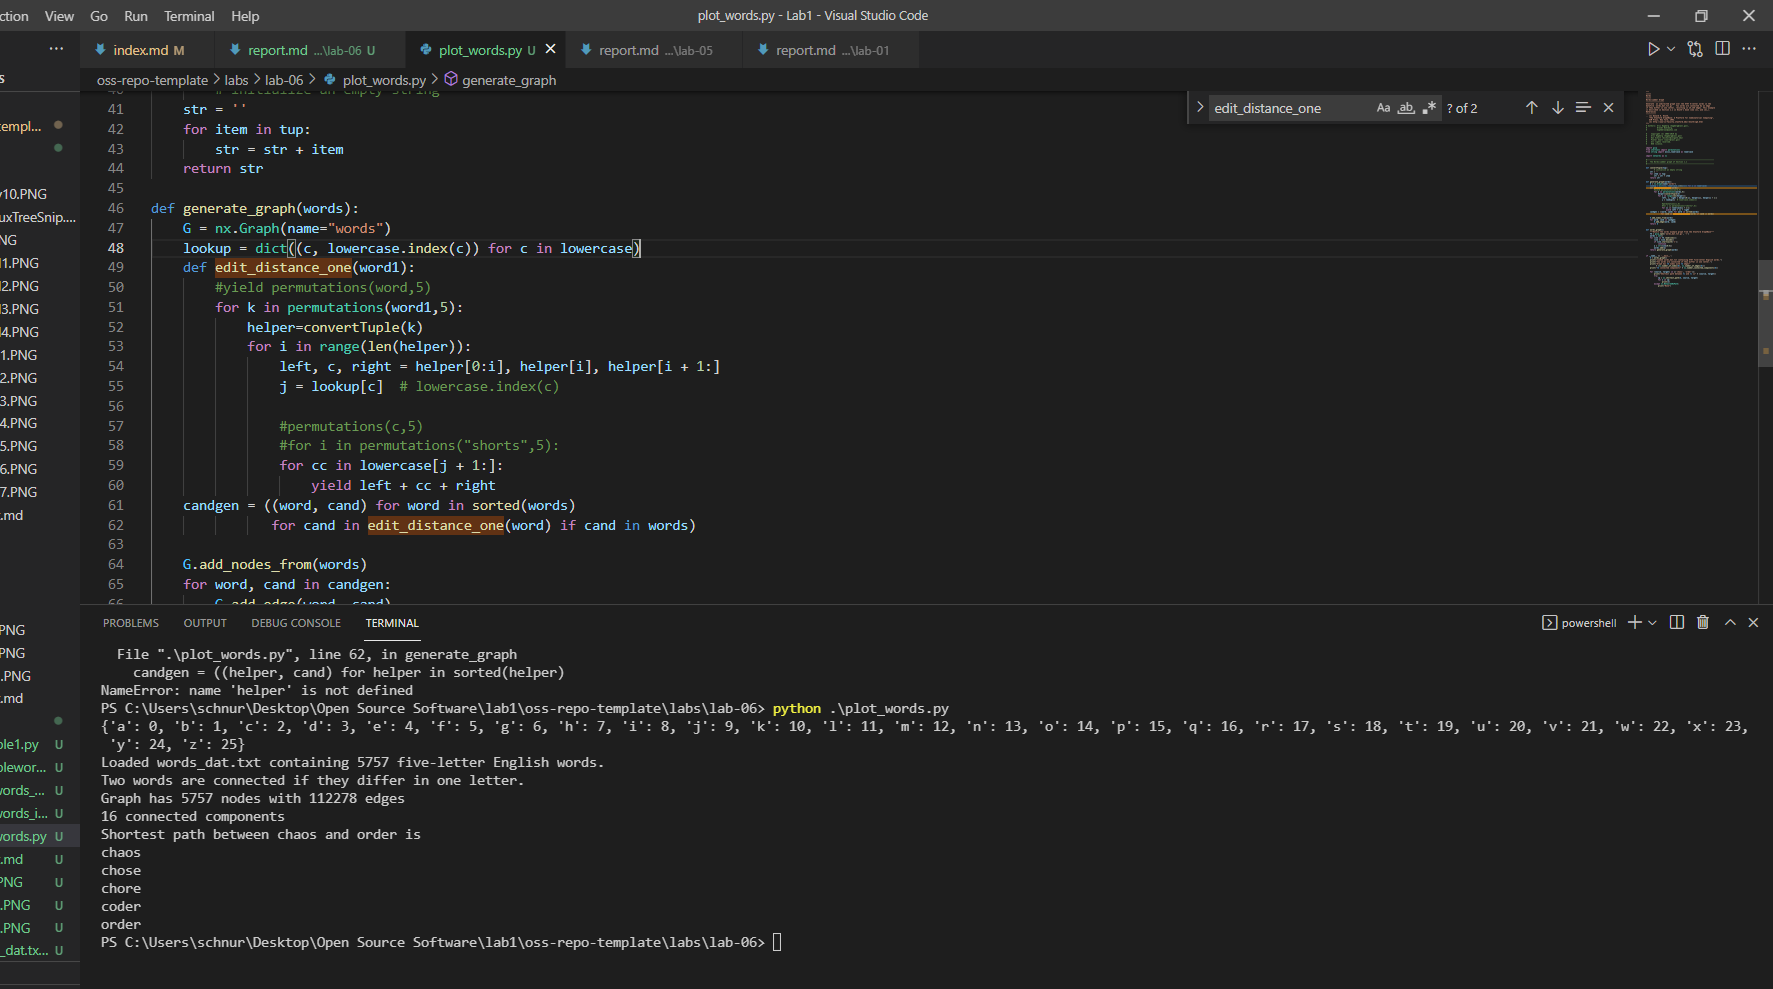 ction View Go Run Terminal Help
plot_words.py - Lab1 - Visual Studio Code
index.md M
report.md ...\lab-06 U
plot_words.py U
report.md ...\lab-05
report.md ...\lab-01
oss-repo-template > labs > lab-06 > plot_words.py > generate_graph
edit_distance_one
Aa ab .* ? of 2
s
empl...
v10.PNG
uxTreeSnip....
NG
1.PNG
2.PNG
3.PNG
4.PNG
1.PNG
2.PNG
3.PNG
4.PNG
5.PNG
6.PNG
7.PNG
.md
PNG
PNG
.PNG
.md
ble1.py U
olewor... U
words_... U
words_i... U
words.py U
.md U
PNG U
.PNG U
.PNG U
_dat.tx... U
40 # initialize an empty string
41 str = ''
42 for item in tup:
43 str = str + item
44 return str
45
46 def generate_graph(words):
47 G = nx.Graph(name="words")
48 lookup = dict((c, lowercase.index(c)) for c in lowercase)
49 def edit_distance_one(word1):
50 #yield permutations(word,5)
51 for k in permutations(word1,5):
52 helper=convertTuple(k)
53 for i in range(len(helper)):
54 left, c, right = helper[0:i], helper[i], helper[i + 1:]
55 j = lookup[c]  # lowercase.index(c)
56
57 #permutations(c,5)
58 #for i in permutations("shorts",5):
59 for cc in lowercase[j + 1:]:
60 yield left + cc + right
61 candgen = ((word, cand) for word in sorted(words)
62 for cand in edit_distance_one(word) if cand in words)
63
64 G.add_nodes_from(words)
65 for word, cand in candgen:
66 G.add_edge(word, cand)
PROBLEMS OUTPUT DEBUG CONSOLE TERMINAL
powershell
File ".\plot_words.py", line 62, in generate_graph
candgen = ((helper, cand) for helper in sorted(helper)
NameError: name 'helper' is not defined
PS C:\Users\schnur\Desktop\Open Source Software\lab1\oss-repo-template\labs\lab-06> python .\plot_words.py
{'a': 0, 'b': 1, 'c': 2, 'd': 3, 'e': 4, 'f': 5, 'g': 6, 'h': 7, 'i': 8, 'j': 9, 'k': 10, 'l': 11, 'm': 12, 'n': 13, 'o': 14, 'p': 15, 'q': 16, 'r': 17, 's': 18, 't': 19, 'u': 20, 'v': 21, 'w': 22, 'x': 23,
'y': 24, 'z': 25}
Loaded words_dat.txt containing 5757 five-letter English words.
Two words are connected if they differ in one letter.
Graph has 5757 nodes with 112278 edges
16 connected components
Shortest path between chaos and order is
chaos
chose
chore
coder
order
PS C:\Users\schnur\Desktop\Open Source Software\lab1\oss-repo-template\labs\lab-06>